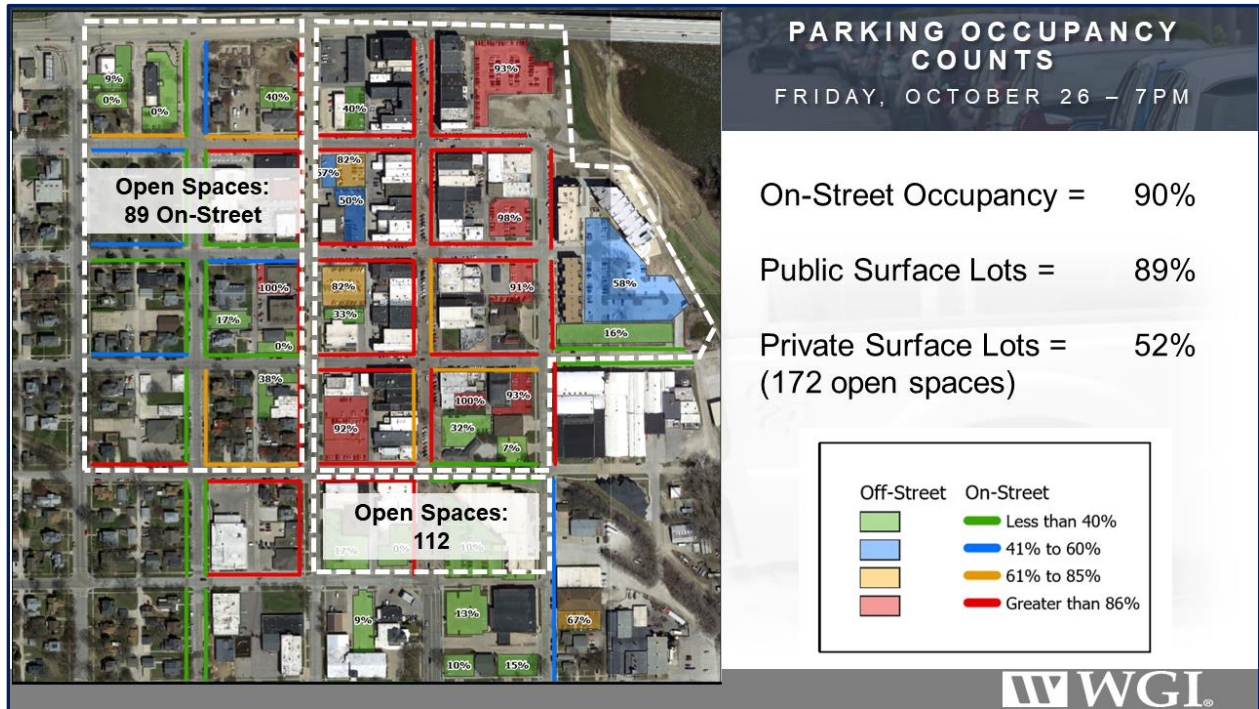 PARKING OCCUPANCY
COUNTS
FRIDAY, OCTOBER 26 – 7PM
On-Street Occupancy = 90%
Public Surface Lots = 89%
Private Surface Lots = 52%
(172 open spaces)
Off-Street On-Street
Less than 40%
41% to 60%
61% to 85%
Greater than 86%
WGI®
9%
0%
0%
40%
40%
93%
Open Spaces:
89 On-Street
82%
50%
98%
100%
17%
0%
82%
33%
91%
58%
16%
38%
92%
100%
93%
32%
7%
Open Spaces:
112
17%
0%
10%
9%
13%
67%
10%
15%